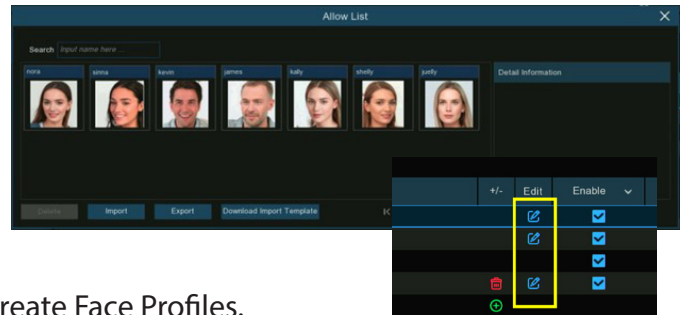 Allow List
Search Input name here ...
nora sinna kevin james kally shelly juelly Detail Information
+/- Edit Enable
Delete Import Export Download Import Template
reate Face Profiles.